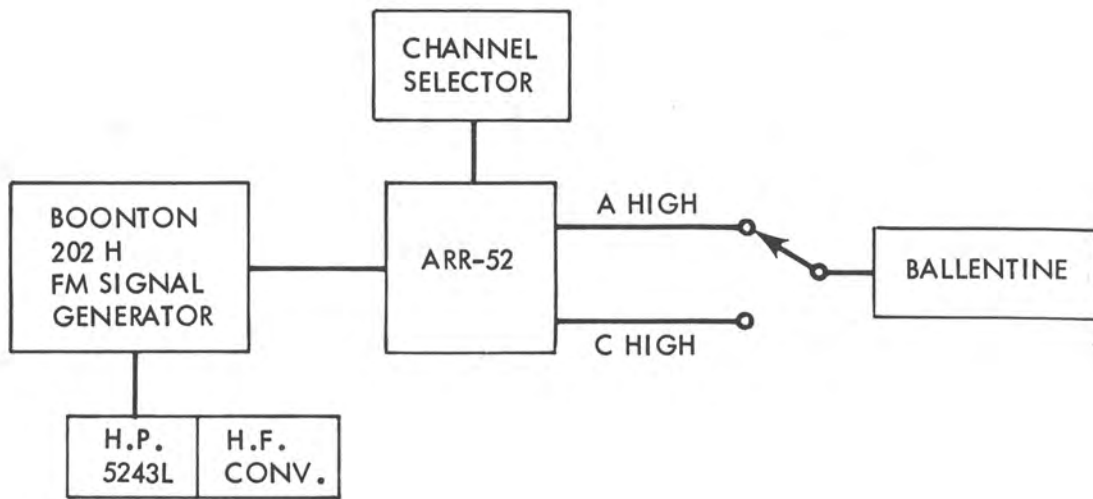 CHANNEL
SELECTOR
BOONTON
202 H
FM SIGNAL
GENERATOR
ARR-52
A HIGH
C HIGH
BALLENTINE
H.P.
5243L
H.F.
CONV.